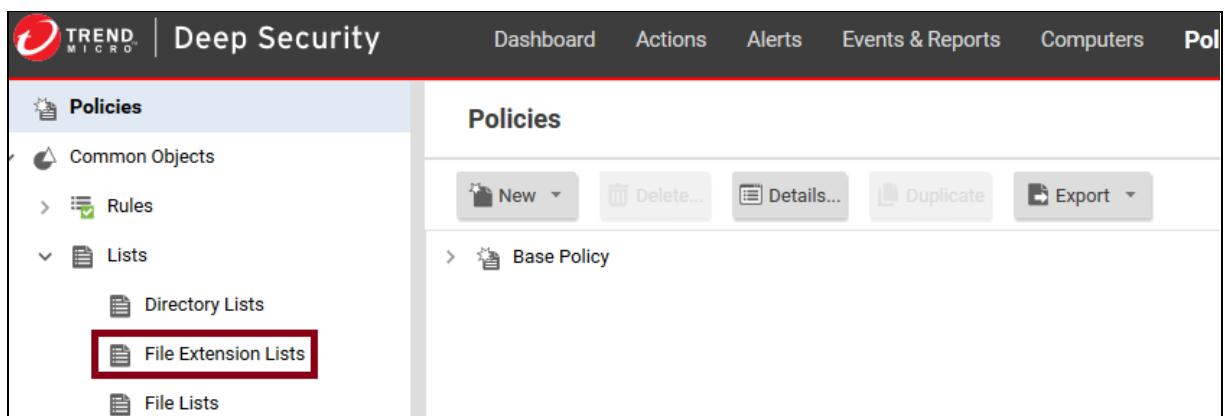 TREND MICRO Deep Security Dashboard Actions Alerts Events & Reports Computers Pol
Policies
Common Objects
Rules
Lists
Directory Lists
File Extension Lists
File Lists
Policies
New Delete... Details... Duplicate Export
Base Policy